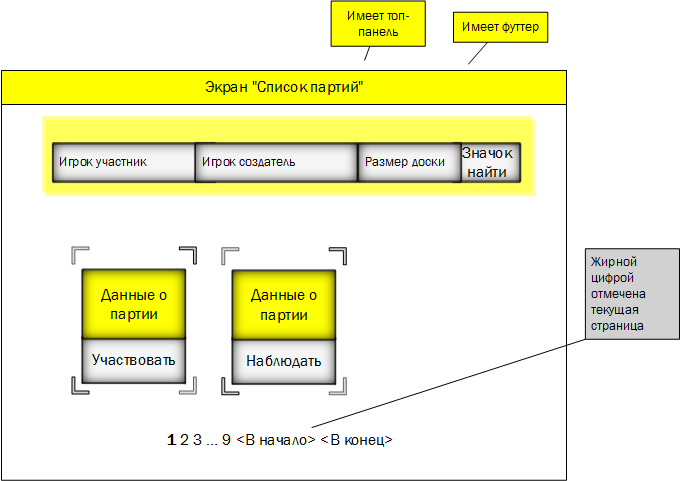 Имеет топ-
панель
Имеет футтер
Экран "Список партий"
Игрок участник
Игрок создатель
Размер доски
Значок
найти
Данные о
партии
Участвовать
Данные о
партии
Наблюдать
Жирной
цифрой
отмечена
текущая
страница
1 2 3 ... 9 <В начало> <В конец>